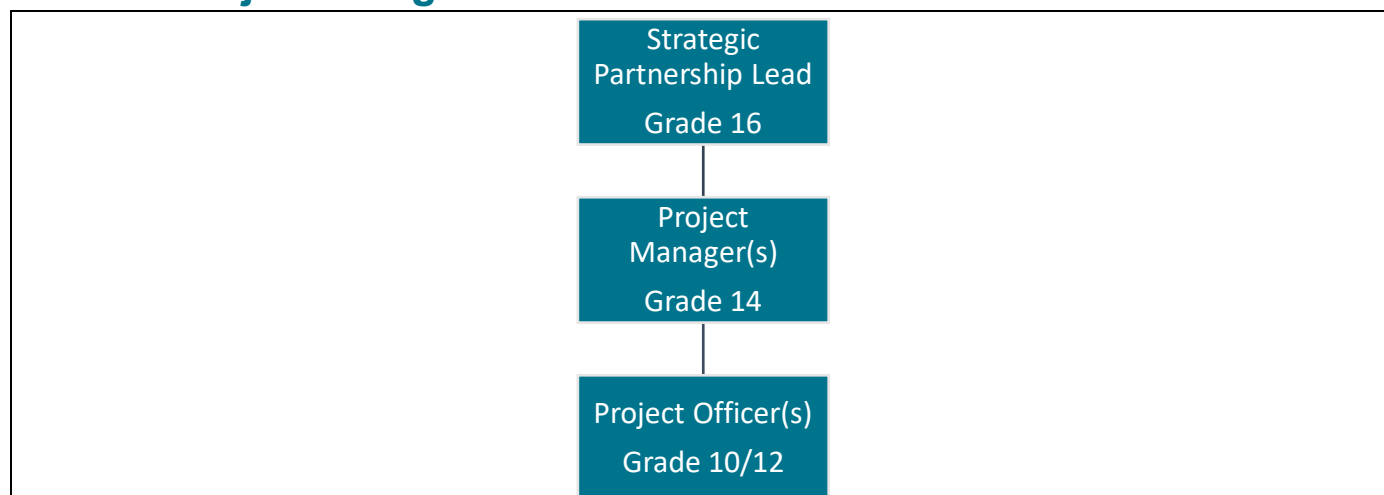 Strategic
Partnership Lead
Grade 16
Project
Manager(s)
Grade 14
Project Officer(s)
Grade 10/12